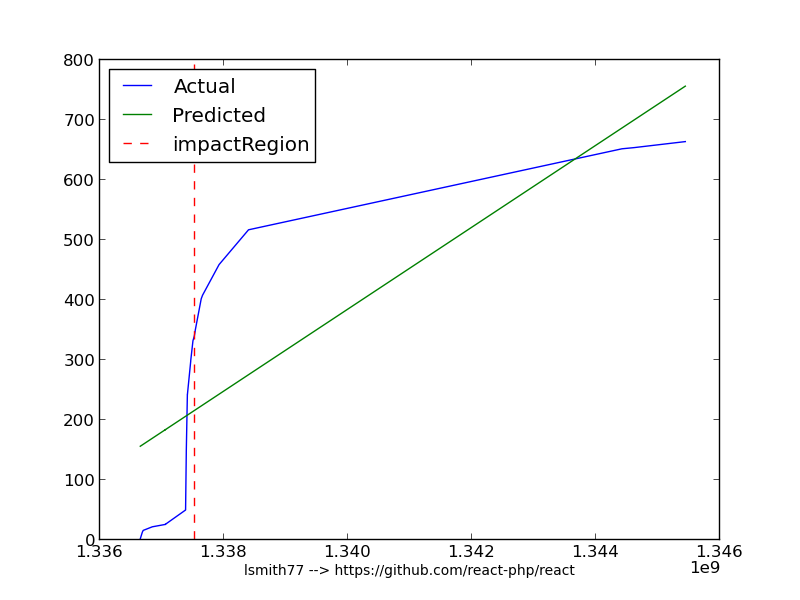 800
700
600
500
400
300
200
100
0
Actual
Predicted
impactRegion
1.336 1.338 1.340 1.342 1.344 1.346
1e9
lsmith77 --> https://github.com/react-php/react